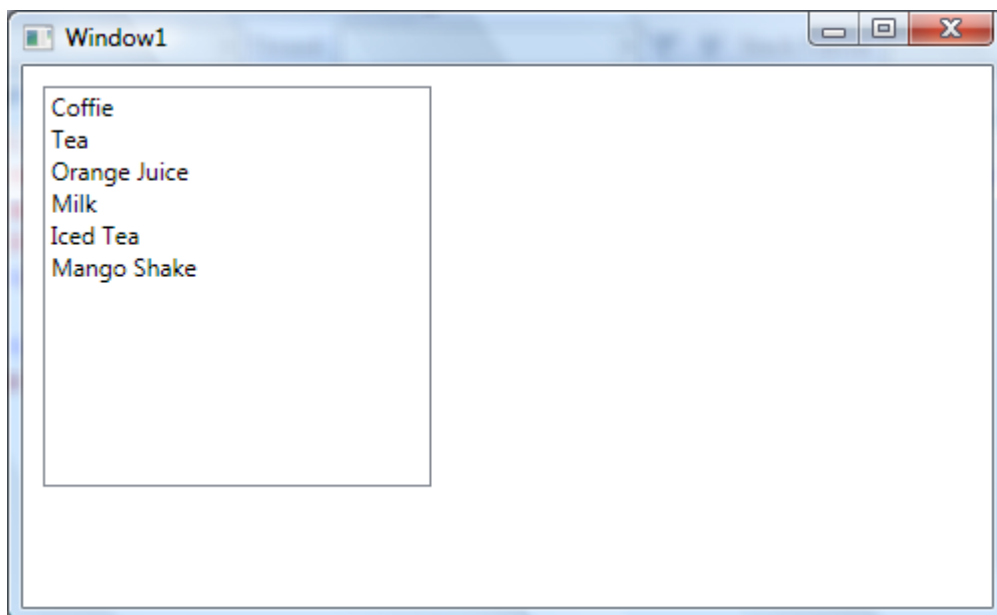 Window1
Coffie
Tea
Orange Juice
Milk
Iced Tea
Mango Shake